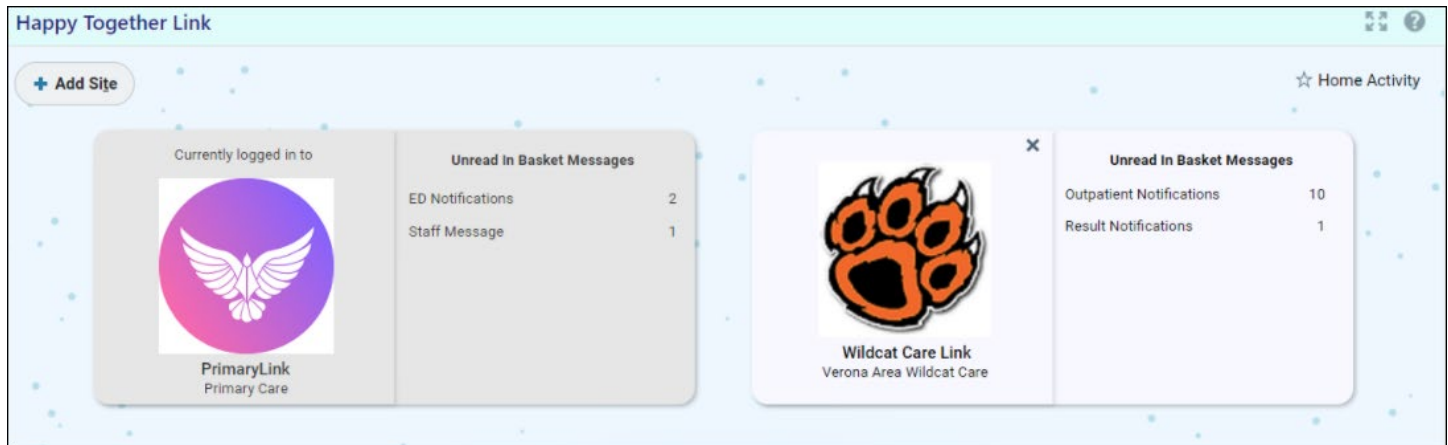 Happy Together Link
+ Add Site
☆ Home Activity
Currently logged in to
PrimaryLink
Primary Care
Unread In Basket Messages
ED Notifications 2
Staff Message 1
Wildcat Care Link
Verona Area Wildcat Care
Unread In Basket Messages
Outpatient Notifications 10
Result Notifications 1